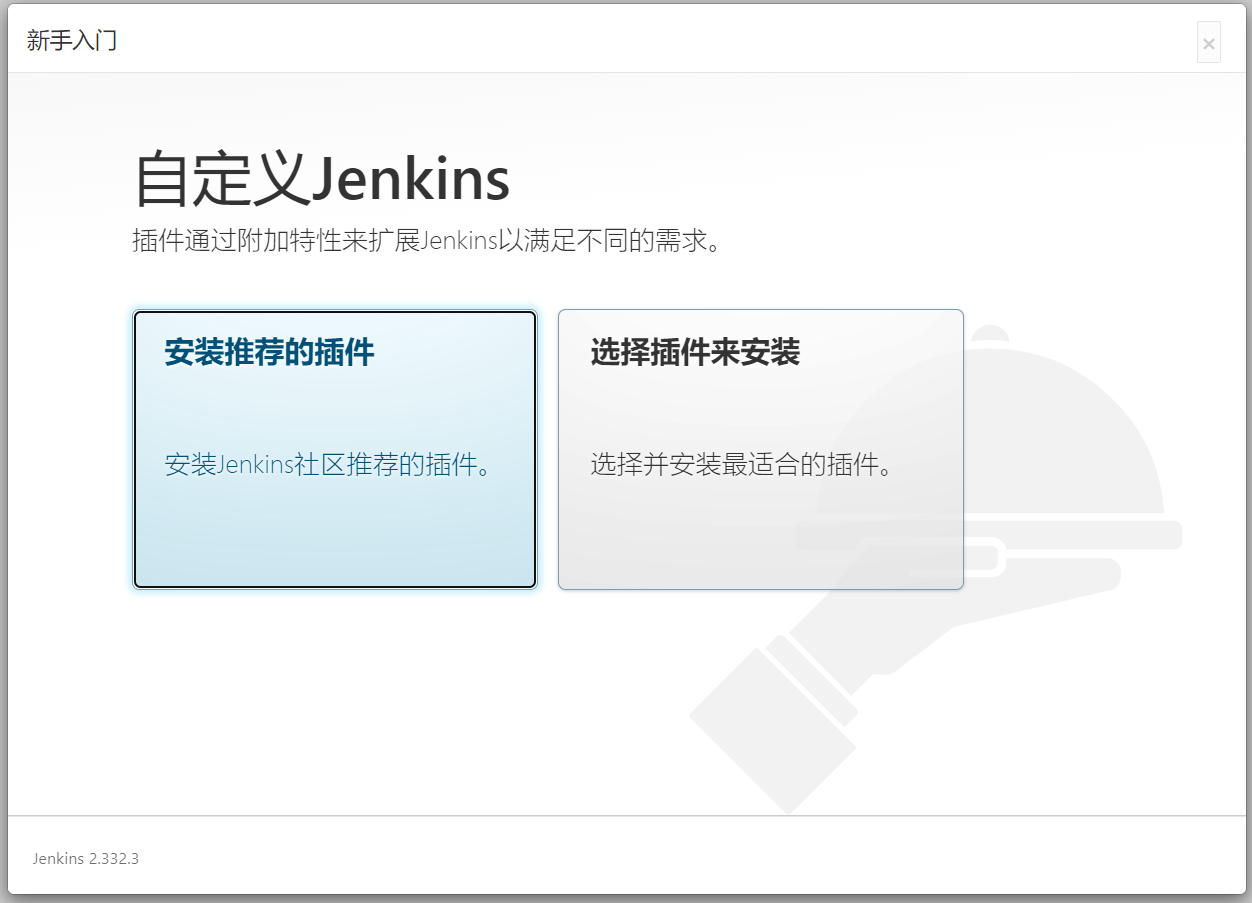 新手入门
×
自定义Jenkins
插件通过附加特性来扩展Jenkins以满足不同的需求。
安装推荐的插件
安装Jenkins社区推荐的插件。
选择插件来安装
选择并安装最适合的插件。
Jenkins 2.332.3